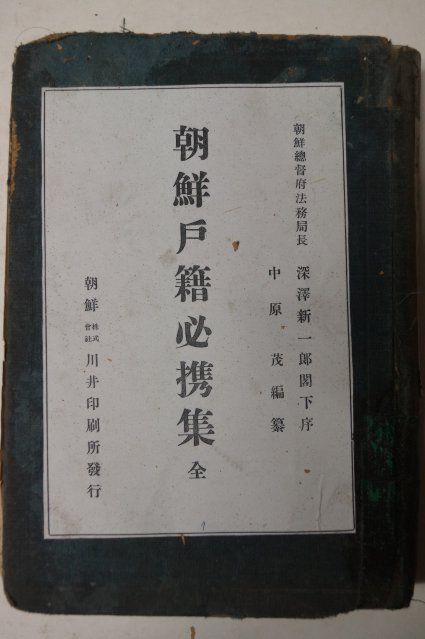 朝鮮總督府法務局長 深澤新一郎閣下序
中原茂編纂
朝鮮戸籍必携集 全
朝鮮株式會社川井印刷所發行